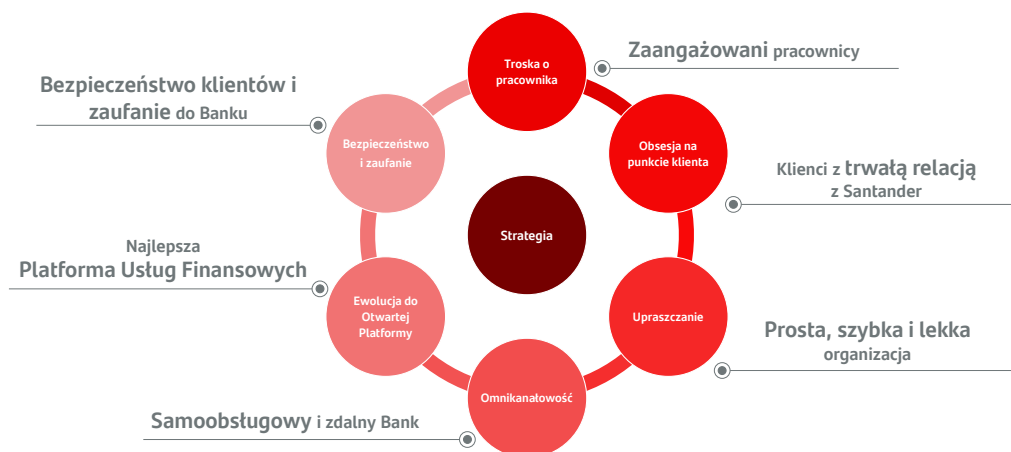 Troska o
pracownika
Zaangażowani pracownicy
Obsesja na
punkcie klienta
Klienci z trwałą relacją
z Santander
Upraszczanie
Prosta, szybka i lekka
organizacja
Omnikanałowość
Samoobsługowy i zdalny Bank
Ewolucja do
Otwartej
Platformy
Najlepsza
Platforma Usług Finansowych
Bezpieczeństwo
i zaufanie
Bezpieczeństwo klientów i
zaufanie do Banku
Strategia